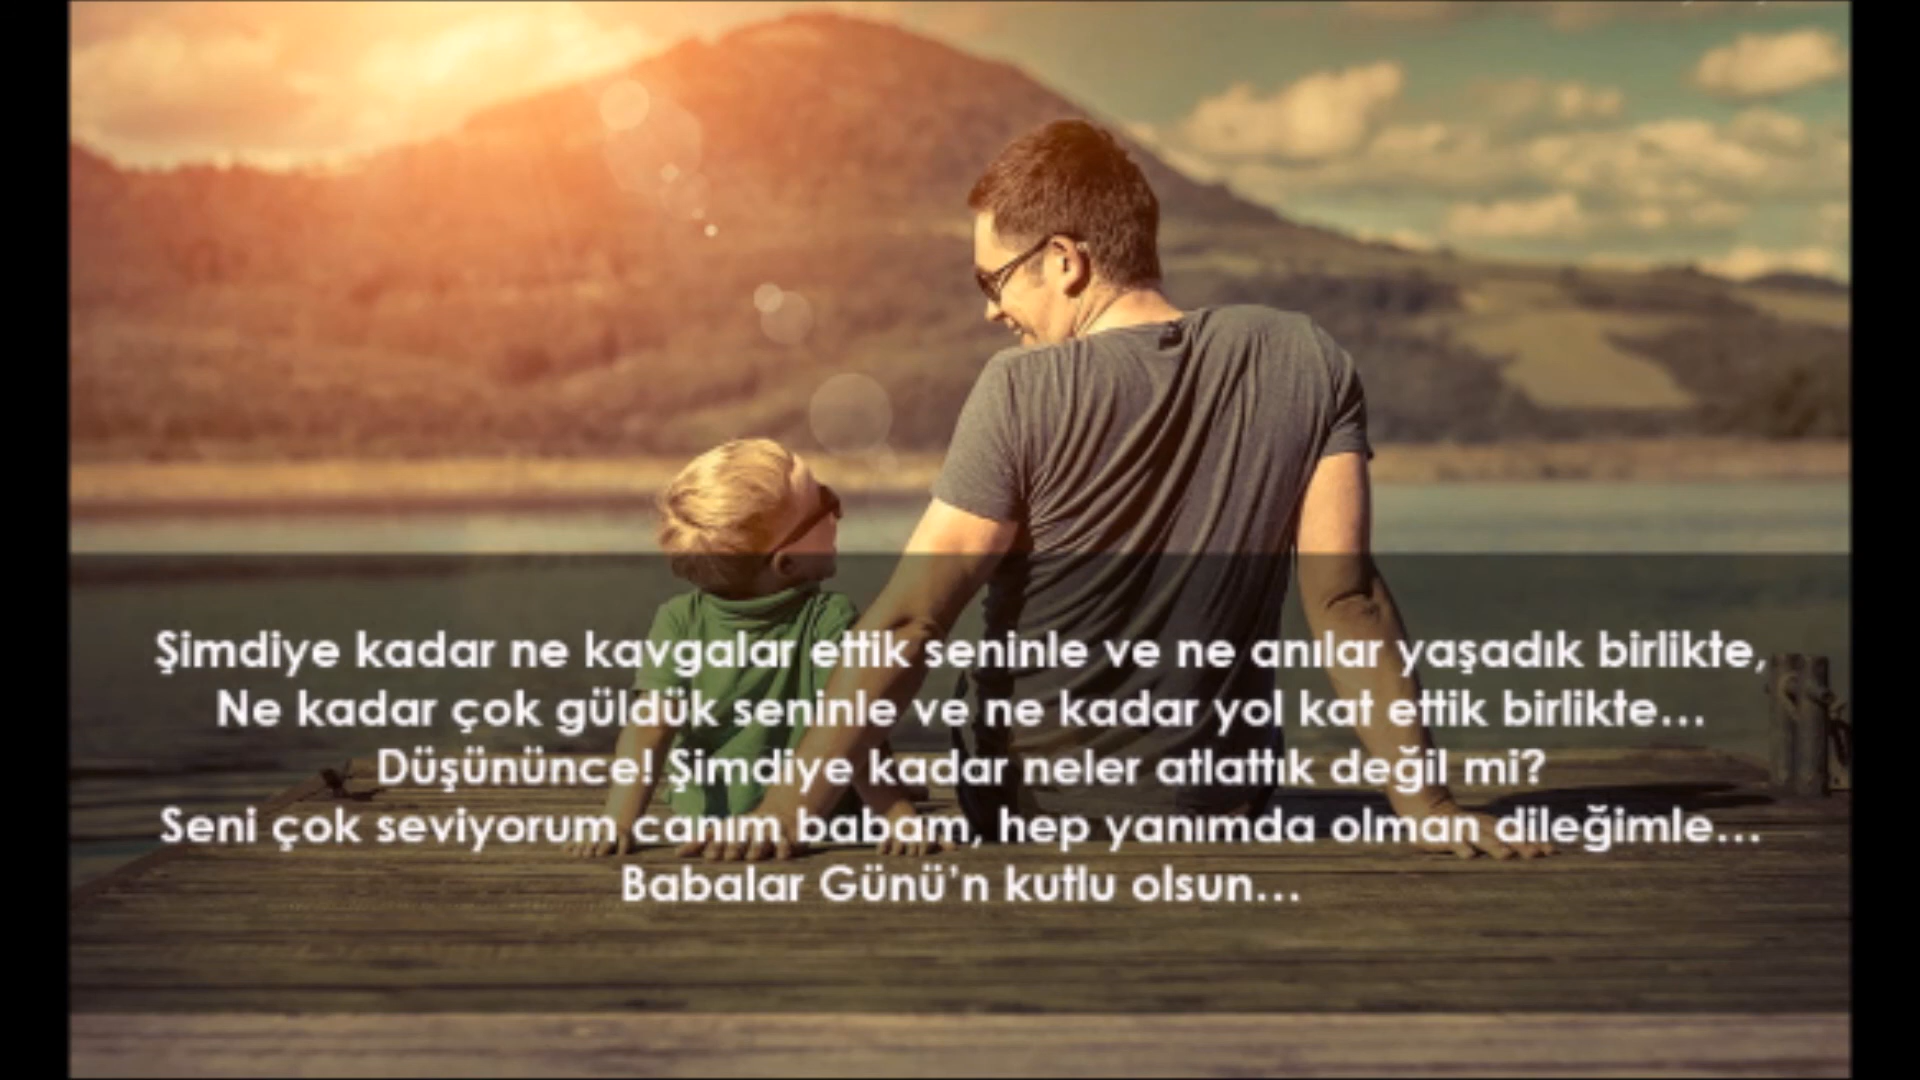 Şimdiye kadar ne kavgalar ettik seninle ve ne anılar yaşadık birlikte,
Ne kadar çok güldük seninle ve ne kadar yol kat ettik birlikte...
Düşününce! Şimdiye kadar neler atlattık değil mi?
Seni çok seviyorum canım babam, hep yanımda olman dileğimle...
Babalar Günü'n kutlu olsun...